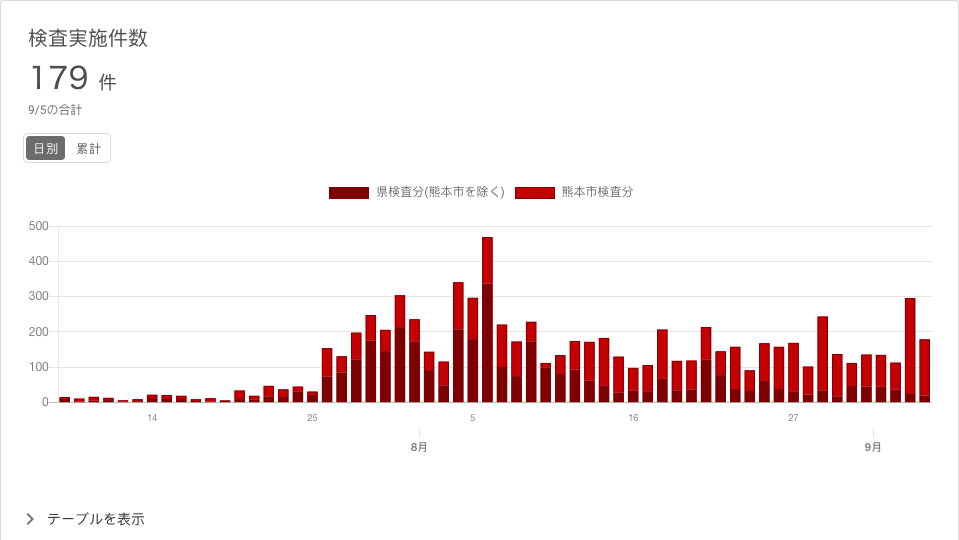 検査実施件数
179 件
9/5の合計
日別 累計
県検査分(熊本市を除く) 熊本市検査分
500
400
300
200
100
0
14 25 5 16 27
8月 9月
テーブルを表示